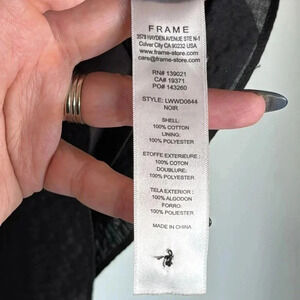 FRAME
3578 HAYDEN AVENUE STE N-1
Culver City CA 90232 USA
www.frame-store.com
care@frame-store.com
RN# 139021
CA# 19371
PO# 143260
STYLE: LWWD0644
NOIR
SHELL:
100% COTTON
LINING:
100% POLYESTER
ETOFFE EXTERIEURE :
100% COTON
DOUBLURE:
100% POLYESTER
TELA EXTERIOR :
100% ALGODON
FORRO:
100% POLIESTER
MADE IN CHINA